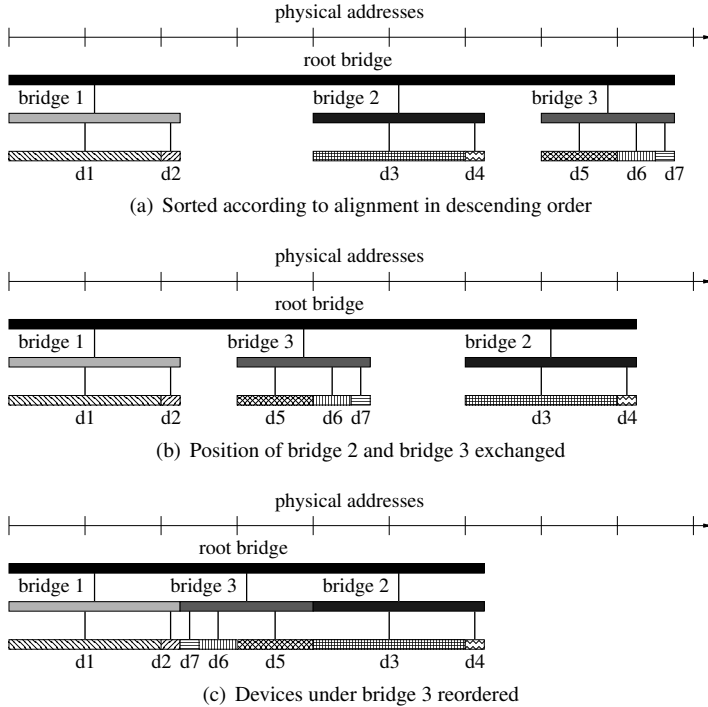 physical addresses
root bridge
bridge 1 bridge 2 bridge 3
d1 d2 d3 d4 d5 d6 d7
(a) Sorted according to alignment in descending order
physical addresses
root bridge
bridge 1 bridge 3 bridge 2
d1 d2 d5 d6 d7 d3 d4
(b) Position of bridge 2 and bridge 3 exchanged
physical addresses
root bridge
bridge 1 bridge 3 bridge 2
d1 d2 d7 d6 d5 d3 d4
(c) Devices under bridge 3 reordered